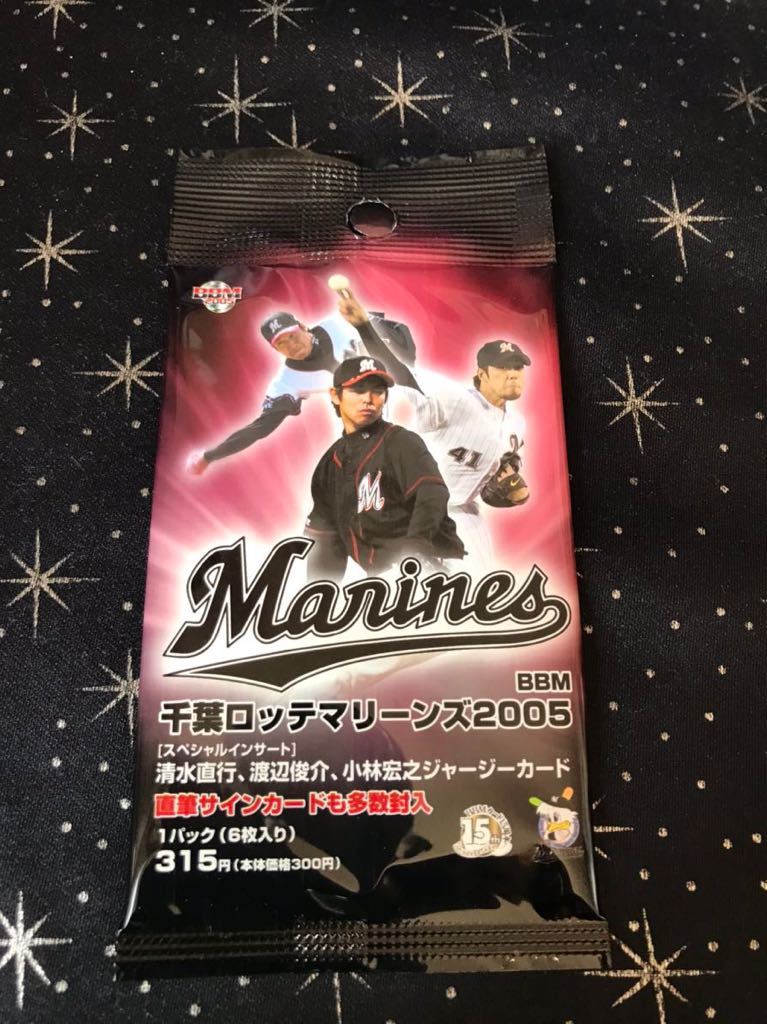 BBM
2005
M
M
M
M
41
Marines
BBM
千葉ロッテマリーンズ2005
[スペシャルインサート]
清水直行、渡辺俊介、小林宏之ジャージーカード
直筆サインカードも多数封入
1パック(6枚入り)
315円(本体価格300円)
15th